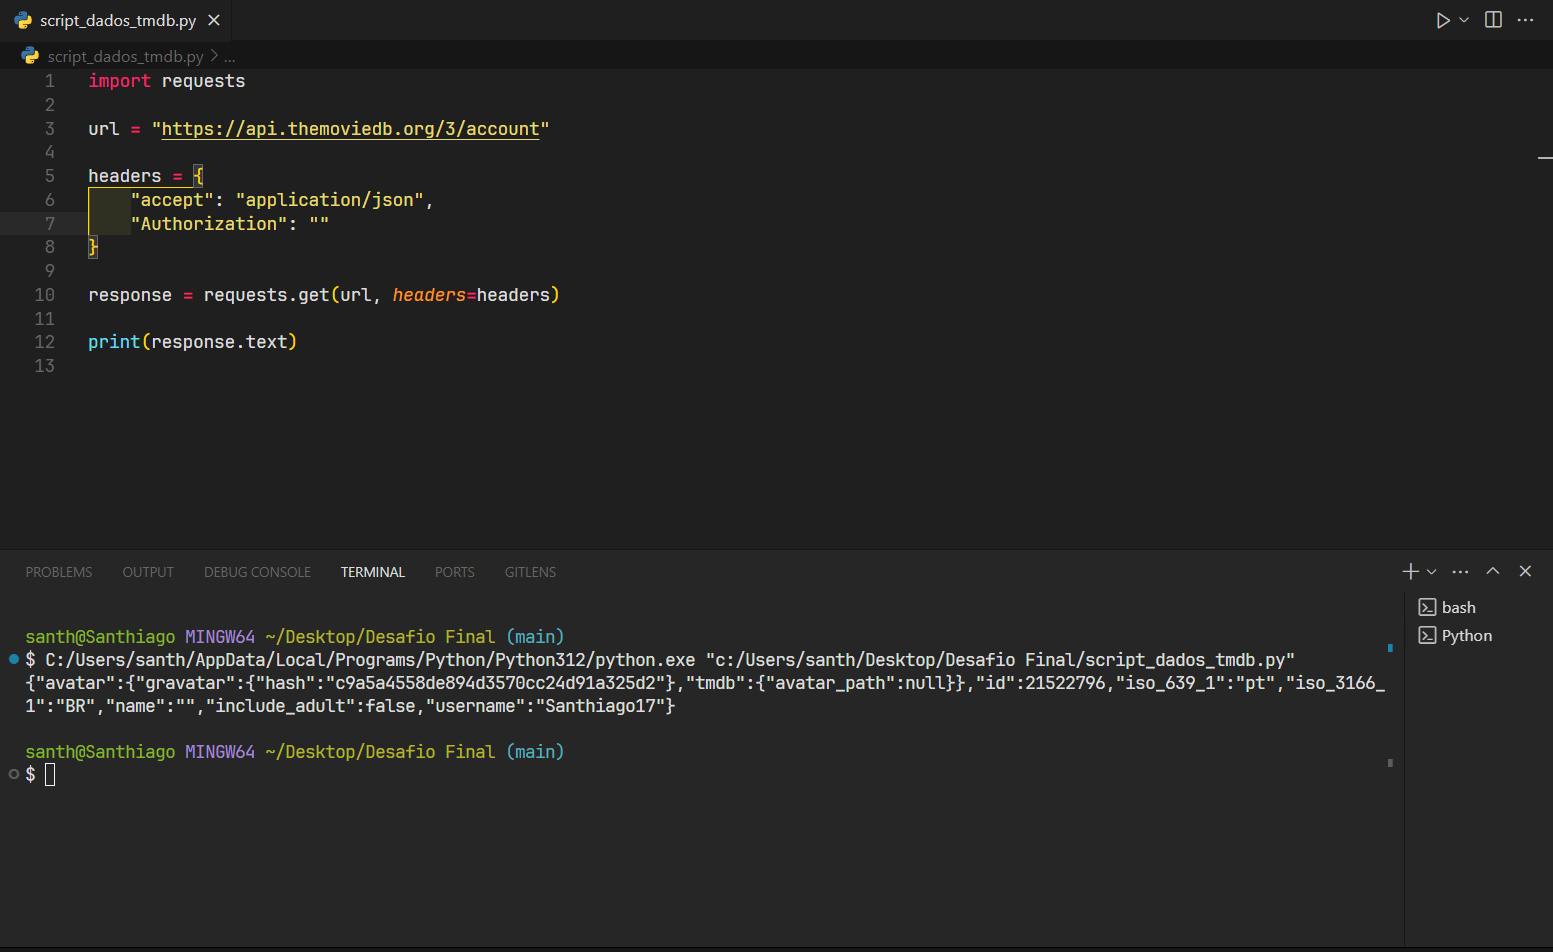 script_dados_tmdb.py
script_dados_tmdb.py > ...
1 import requests
2
3 url = "https://api.themoviedb.org/3/account"
4
5 headers = {
6 "accept": "application/json",
7 "Authorization": ""
8 }
9
10 response = requests.get(url, headers=headers)
11
12 print(response.text)
13
PROBLEMS OUTPUT DEBUG CONSOLE TERMINAL PORTS GITLENS
santh@Santhiago MINGW64 ~/Desktop/Desafio Final (main)
$ C:/Users/santh/AppData/Local/Programs/Python/Python312/python.exe "c:/Users/santh/Desktop/Desafio Final/script_dados_tmdb.py"
{"avatar":{"gravatar":{"hash":"c9a5a4558de894d3570cc24d91a325d2"},"tmdb":{"avatar_path":null}},"id":21522796,"iso_639_1":"pt","iso_3166_
1":"BR","name":"","include_adult":false,"username":"Santhiago17"}
santh@Santhiago MINGW64 ~/Desktop/Desafio Final (main)
$
bash
Python